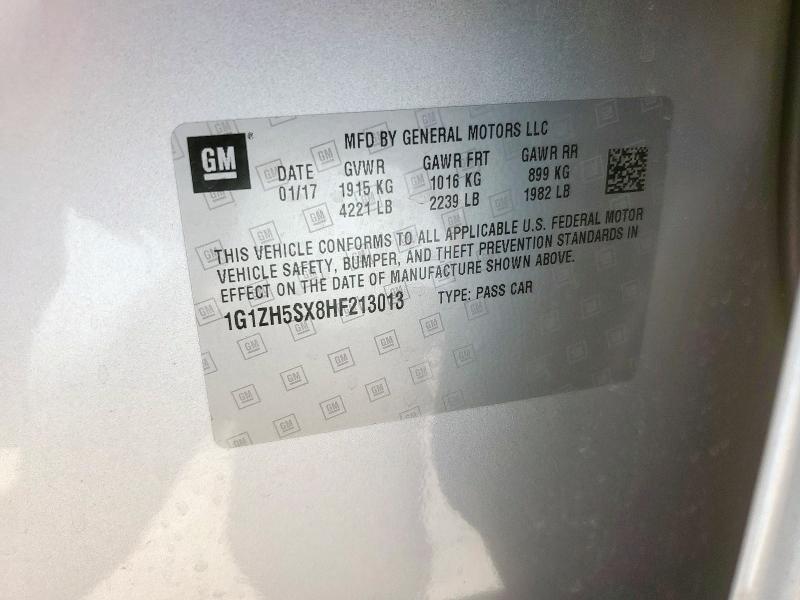 GM ®
MFD BY GENERAL MOTORS LLC
DATE GVWR GAWR FRT GAWR RR
01/17 1915 KG 1016 KG 899 KG
4221 LB 2239 LB 1982 LB
THIS VEHICLE CONFORMS TO ALL APPLICABLE U.S. FEDERAL MOTOR
VEHICLE SAFETY, BUMPER, AND THEFT PREVENTION STANDARDS IN
EFFECT ON THE DATE OF MANUFACTURE SHOWN ABOVE.
1G1ZH5SX8HF213013 TYPE: PASS CAR